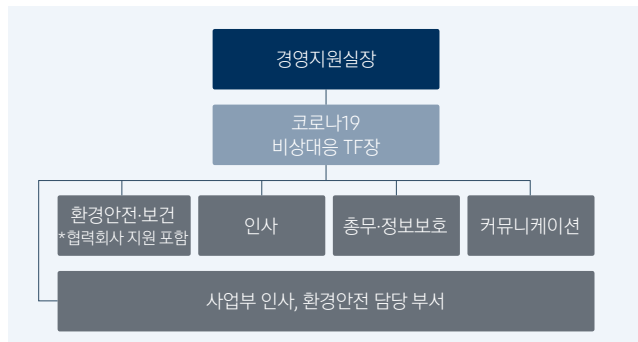 경영지원실장
코로나19
비상대응 TF장
환경안전·보건
*협력회사 지원 포함
인사
총무·정보보호
커뮤니케이션
사업부 인사, 환경안전 담당 부서